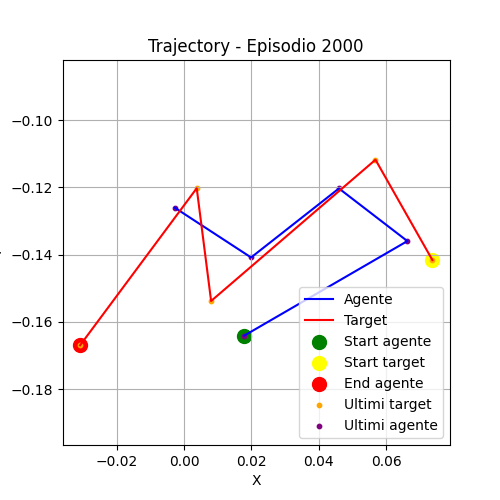 Trajectory - Episodio 2000
−0.10
−0.12
−0.14
−0.16
−0.18
−0.02
0.00
0.02
0.04
0.06
X
Agente
Target
Start agente
Start target
End agente
Ultimi target
Ultimi agente